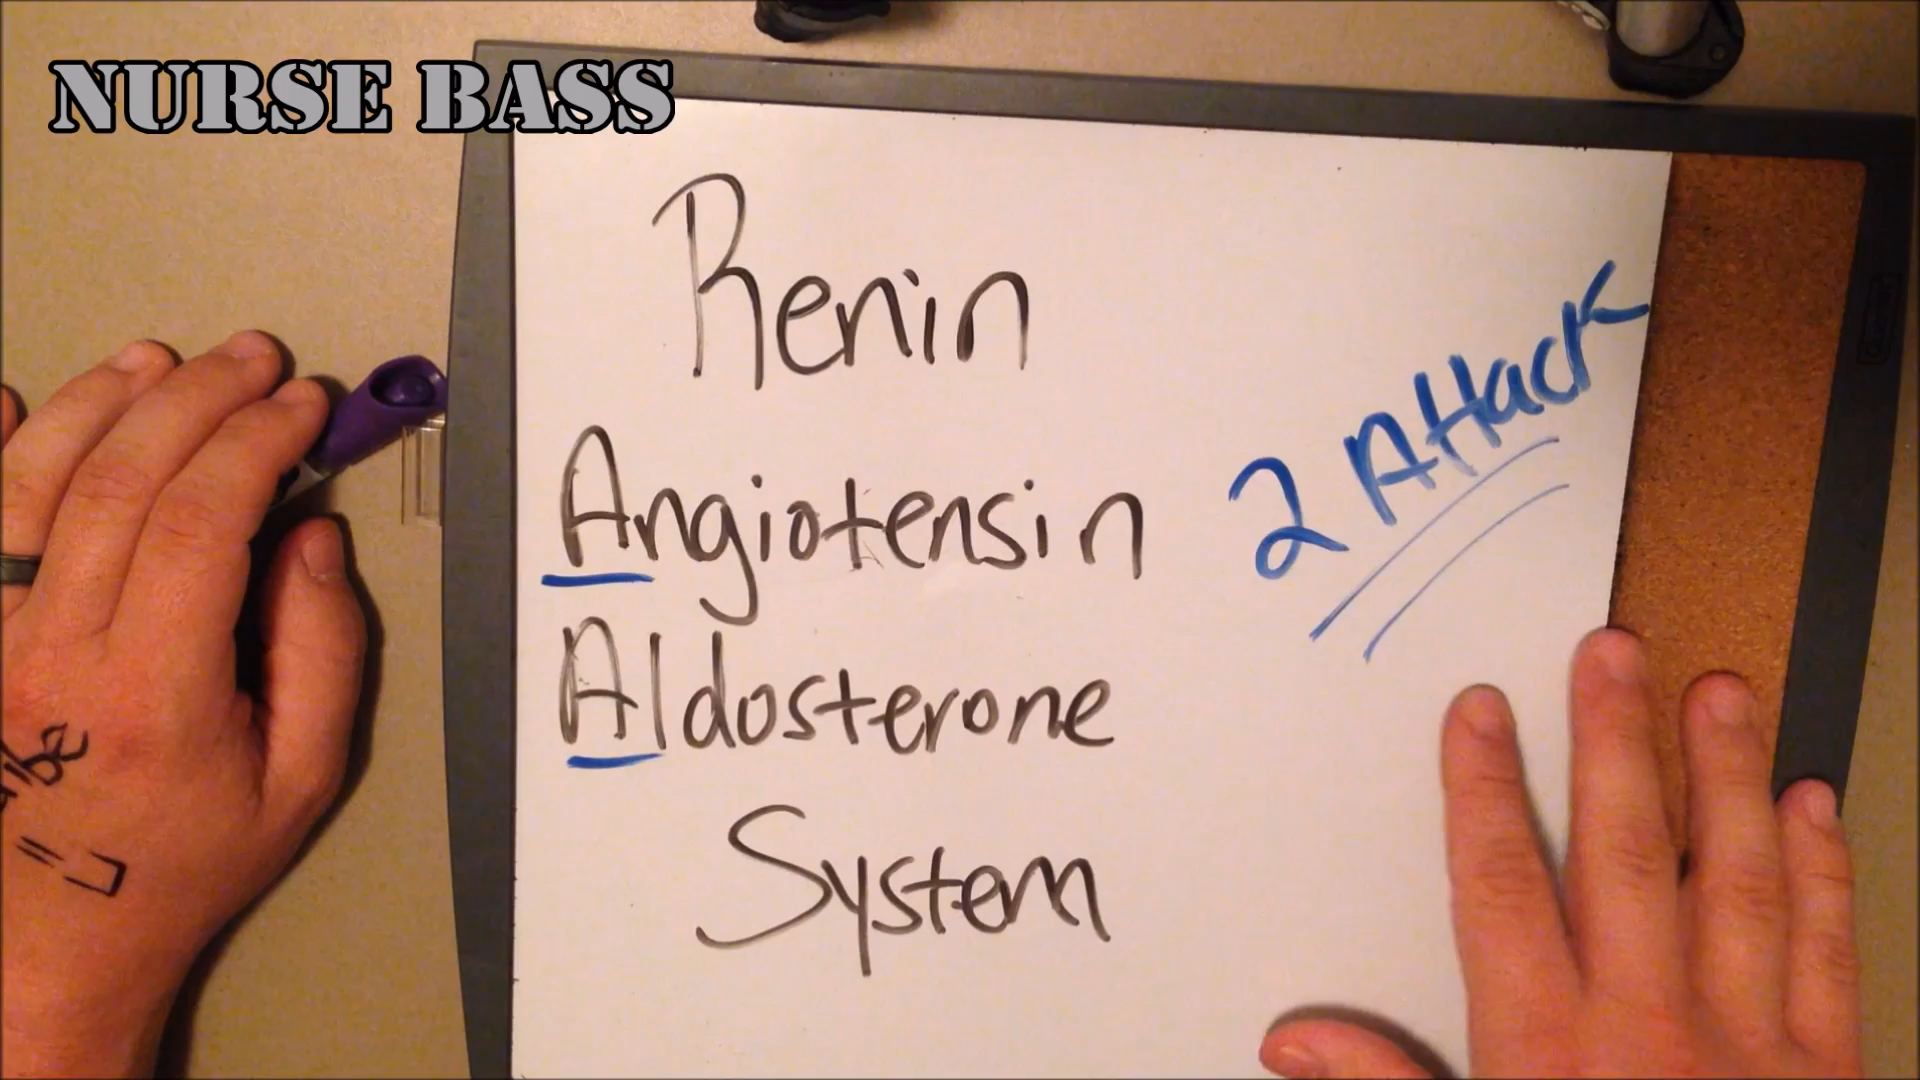 NURSE BASS
Renin
Angiotensin
2 Attack
Aldosterone
System